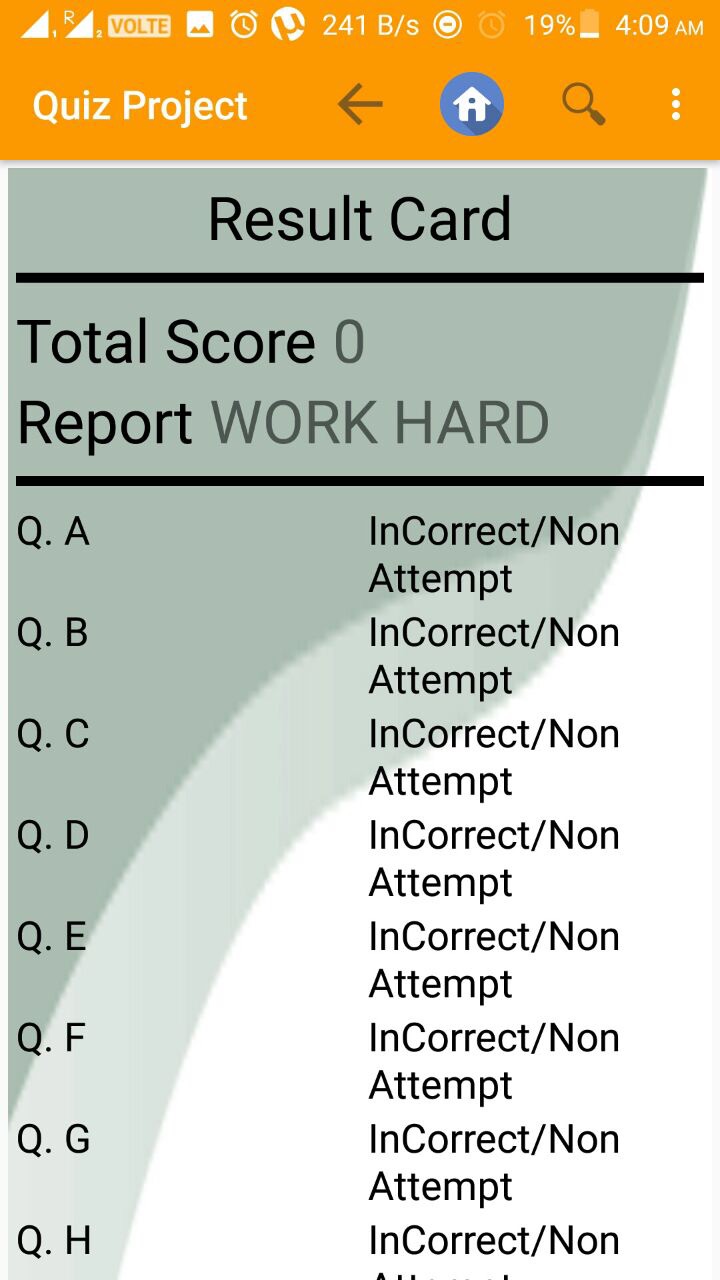 1 R 2 VOLTE 241 B/s 19% 4:09 AM
Quiz Project
Result Card
Total Score 0
Report WORK HARD
Q. A InCorrect/Non
Attempt
Q. B InCorrect/Non
Attempt
Q. C InCorrect/Non
Attempt
Q. D InCorrect/Non
Attempt
Q. E InCorrect/Non
Attempt
Q. F InCorrect/Non
Attempt
Q. G InCorrect/Non
Attempt
Q. H InCorrect/Non